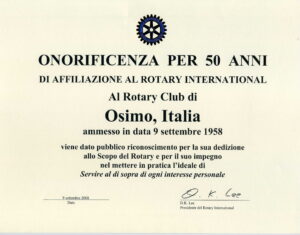 ONORIFICENZA PER 50 ANNI
DI AFFILIAZIONE AL ROTARY INTERNATIONAL
Al Rotary Club di
Osimo, Italia
ammesso in data 9 settembre 1958
viene dato pubblico riconoscimento per la sua dedizione
allo Scopo del Rotary e per il suo impegno
nel mettere in pratica l'ideale di
Servire al di sopra di ogni interesse personale
9 settembre 2008
Data
D. K. Lee
D.K. Lee
Presidente del Rotary International